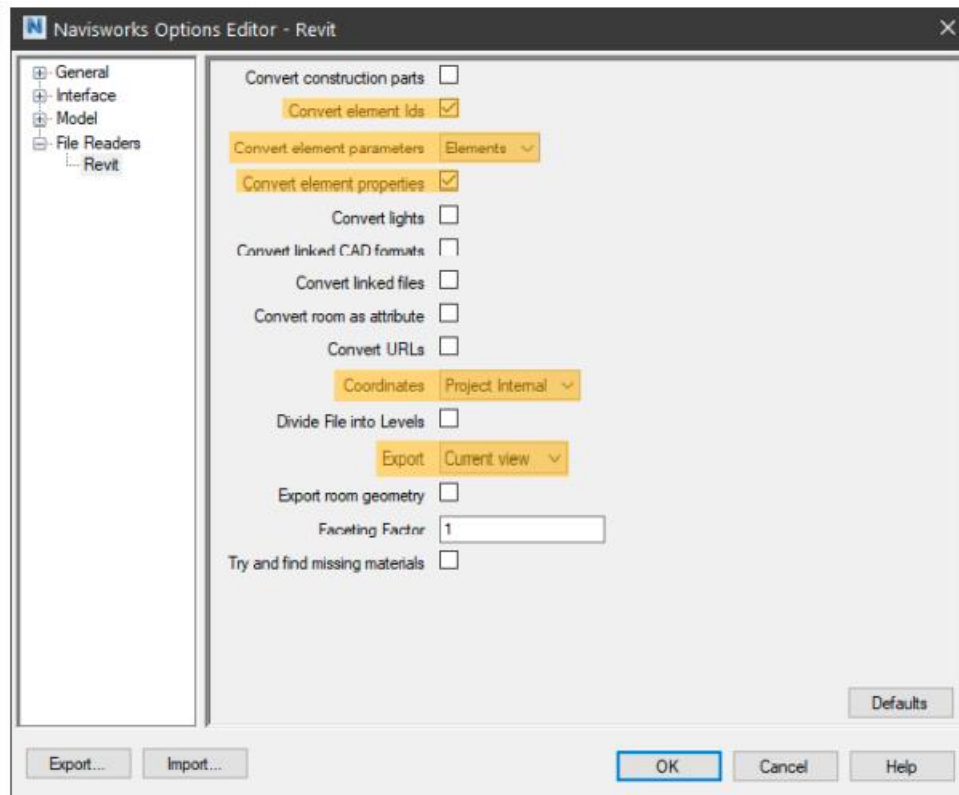 Navisworks Options Editor - Revit
General
Interface
Model
File Readers
Revit
Convert construction parts
Convert element Ids
Convert element parameters Elements
Convert element properties
Convert lights
Convert linked CAD formats
Convert linked files
Convert room as attribute
Convert URLs
Coordinates Project Internal
Divide File into Levels
Export Current view
Export room geometry
Faceting Factor 1
Try and find missing materials
Defaults
Export... Import... OK Cancel Help